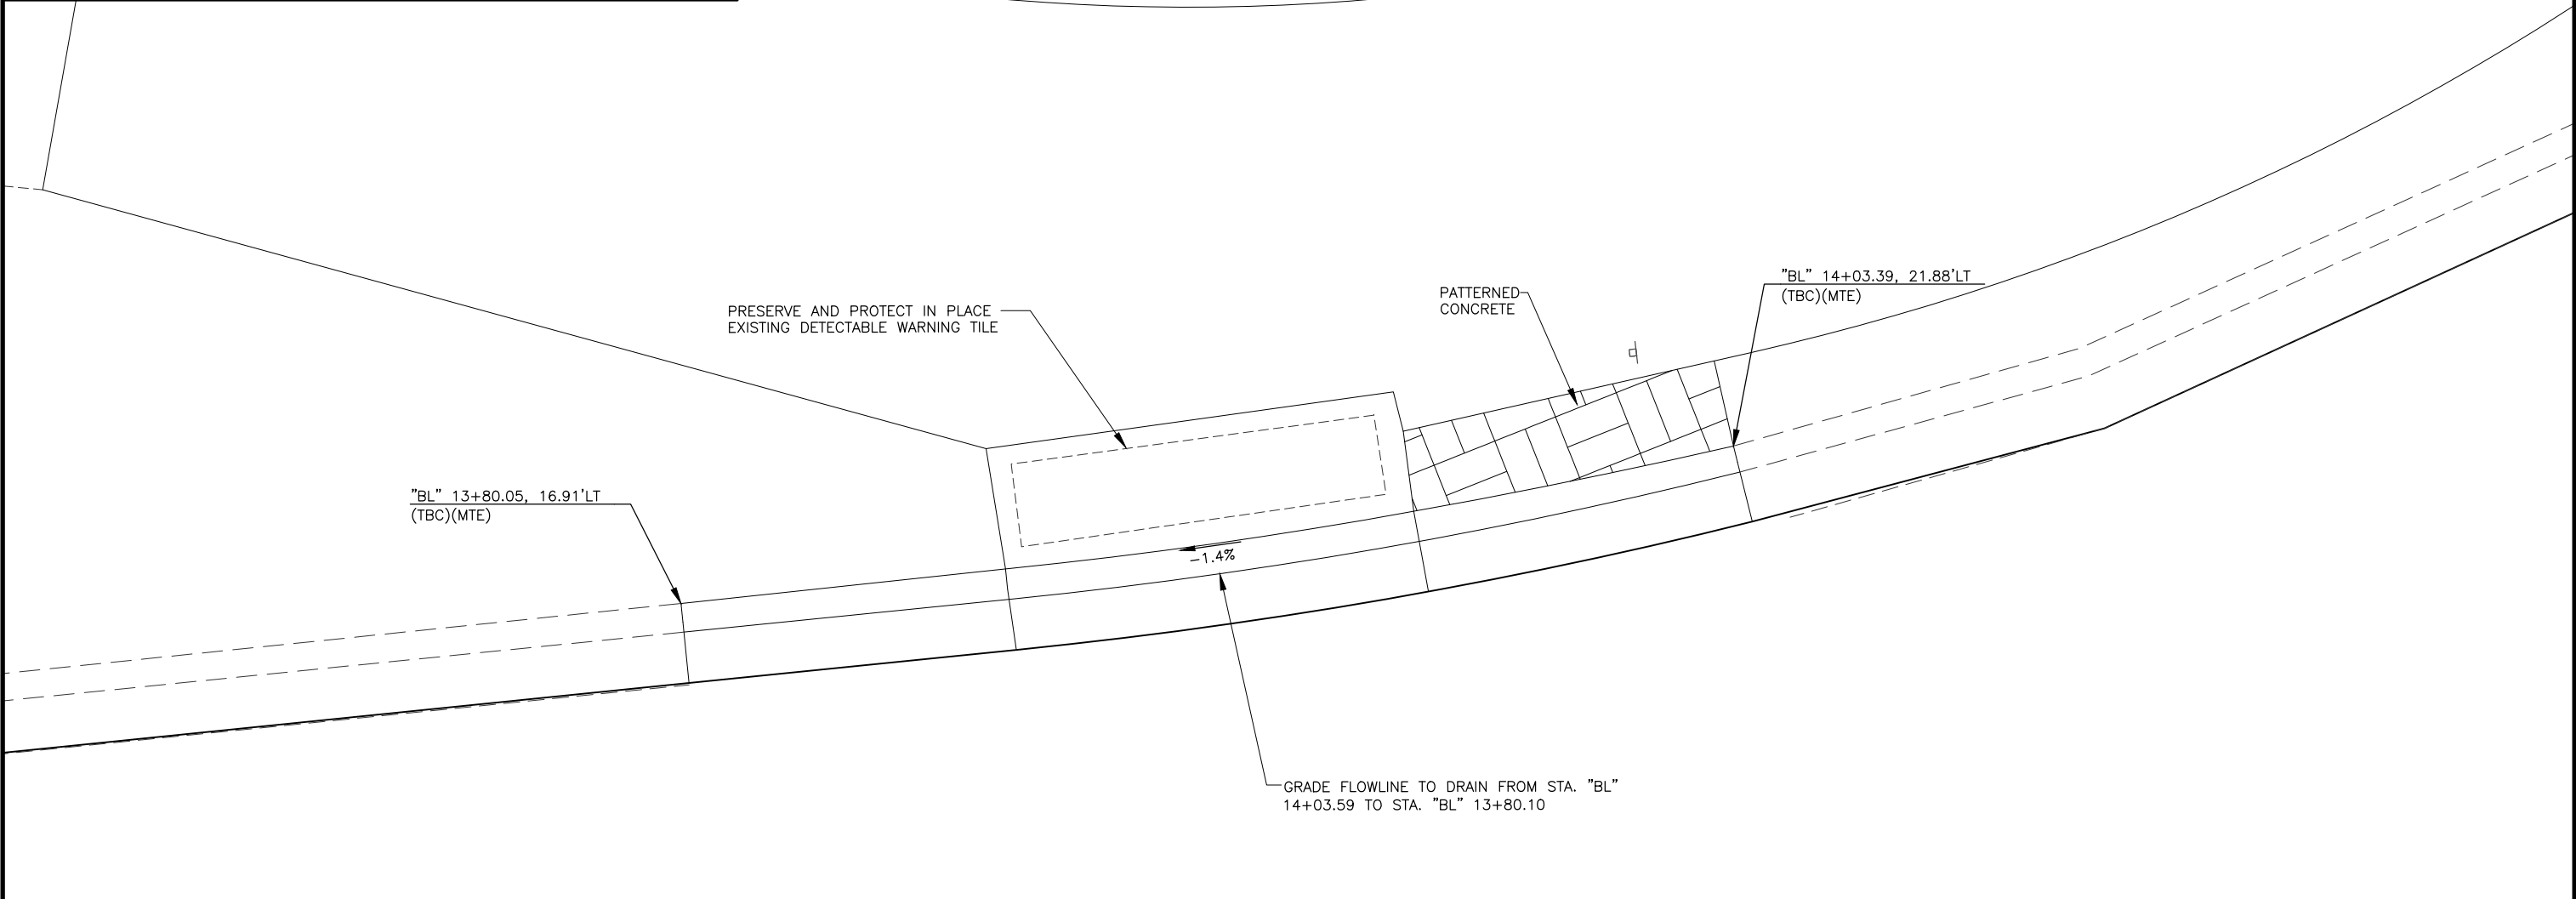 "BL" 14+03.39, 21.88'LT
(TBC)(MTE)
PATTERNED
CONCRETE
PRESERVE AND PROTECT IN PLACE
EXISTING DETECTABLE WARNING TILE
"BL" 13+80.05, 16.91'LT
(TBC)(MTE)
-1.4%
GRADE FLOWLINE TO DRAIN FROM STA. "BL"
14+03.59 TO STA. "BL" 13+80.10